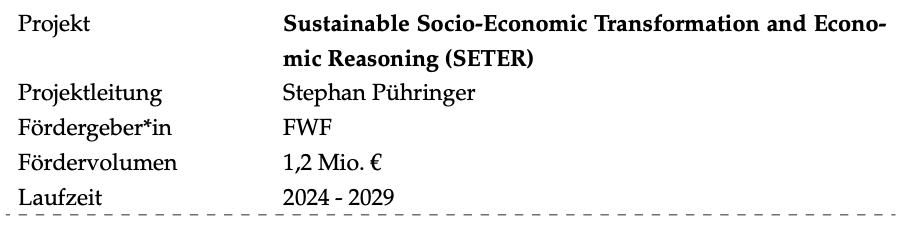 Projekt Sustainable Socio-Economic Transformation and Econo-
mic Reasoning (SETER)
Projektleitung Stephan Pühringer
Fördergeber*in FWF
Fördervolumen 1,2 Mio. €
Laufzeit 2024 - 2029